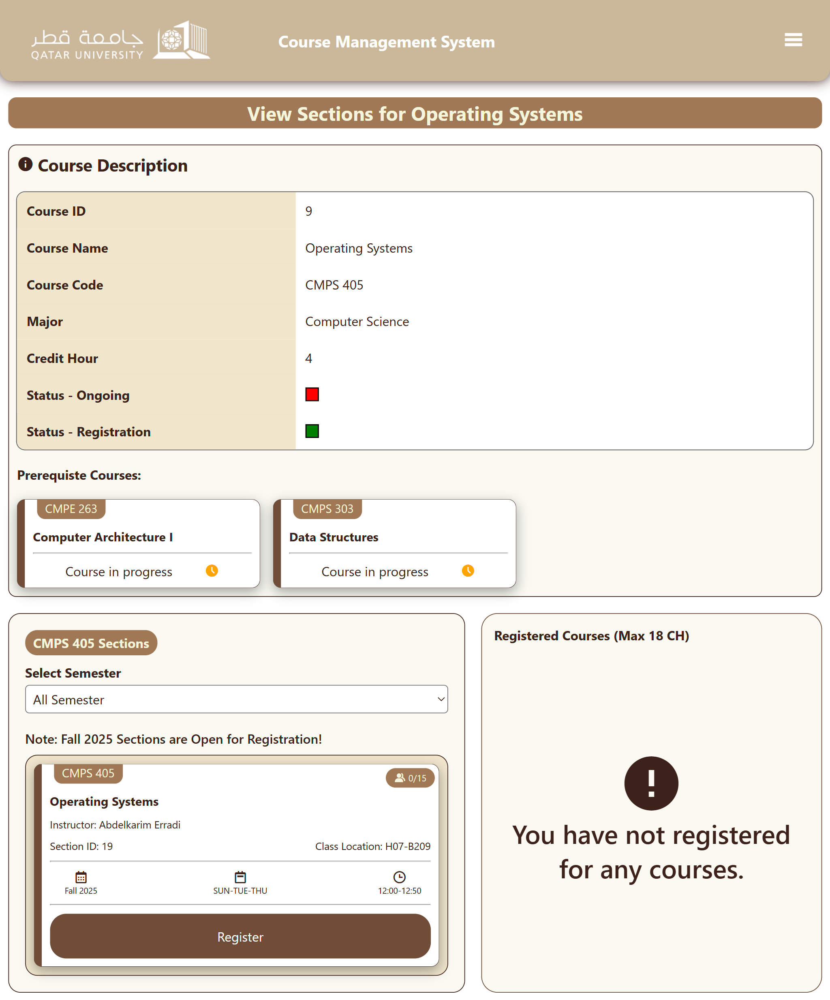 جامعة قطر
QATAR UNIVERSITY
Course Management System
View Sections for Operating Systems
Course Description
Course ID 9
Course Name Operating Systems
Course Code CMPS 405
Major Computer Science
Credit Hour 4
Status - Ongoing
Status - Registration
Prerequiste Courses:
CMPE 263
Computer Architecture I
Course in progress
CMPS 303
Data Structures
Course in progress
CMPS 405 Sections
Select Semester
All Semester
Note: Fall 2025 Sections are Open for Registration!
CMPS 405
0/15
Operating Systems
Instructor: Abdelkarim Erradi
Section ID: 19 Class Location: H07-B209
Fall 2025 SUN-TUE-THU 12:00-12:50
Register
Registered Courses (Max 18 CH)
You have not registered
for any courses.